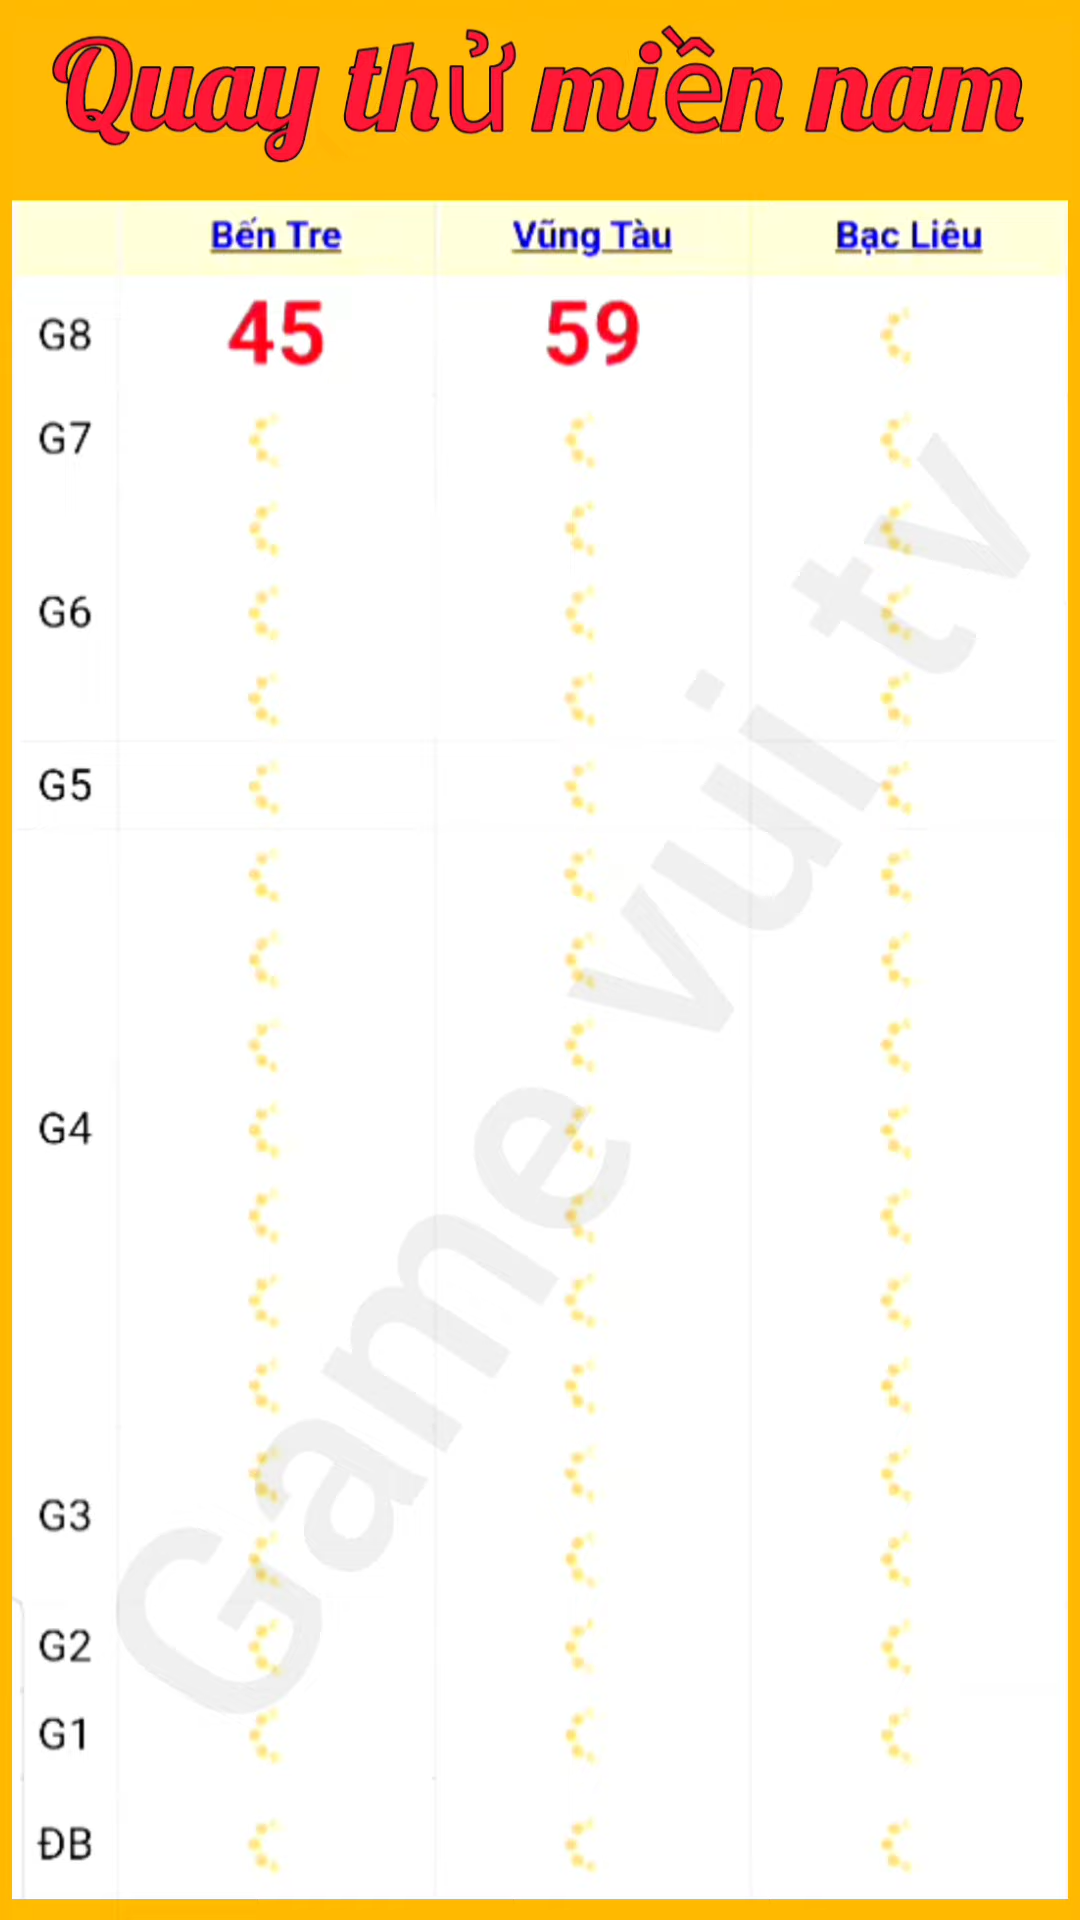 Quay thử miền nam
Bến Tre Vũng Tàu Bạc Liêu
G8 45 59
G7
G6
G5
G4
G3
G2
G1
ĐB
Game vui tv